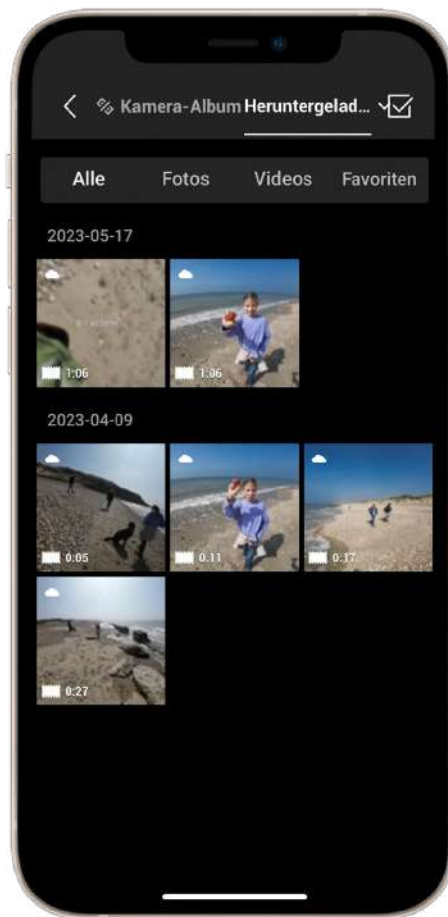 Kamera-Album Heruntergelad...
Alle Fotos Videos Favoriten
2023-05-17
1:06 1:06
2023-04-09
0:05 0:11 0:17
0:27